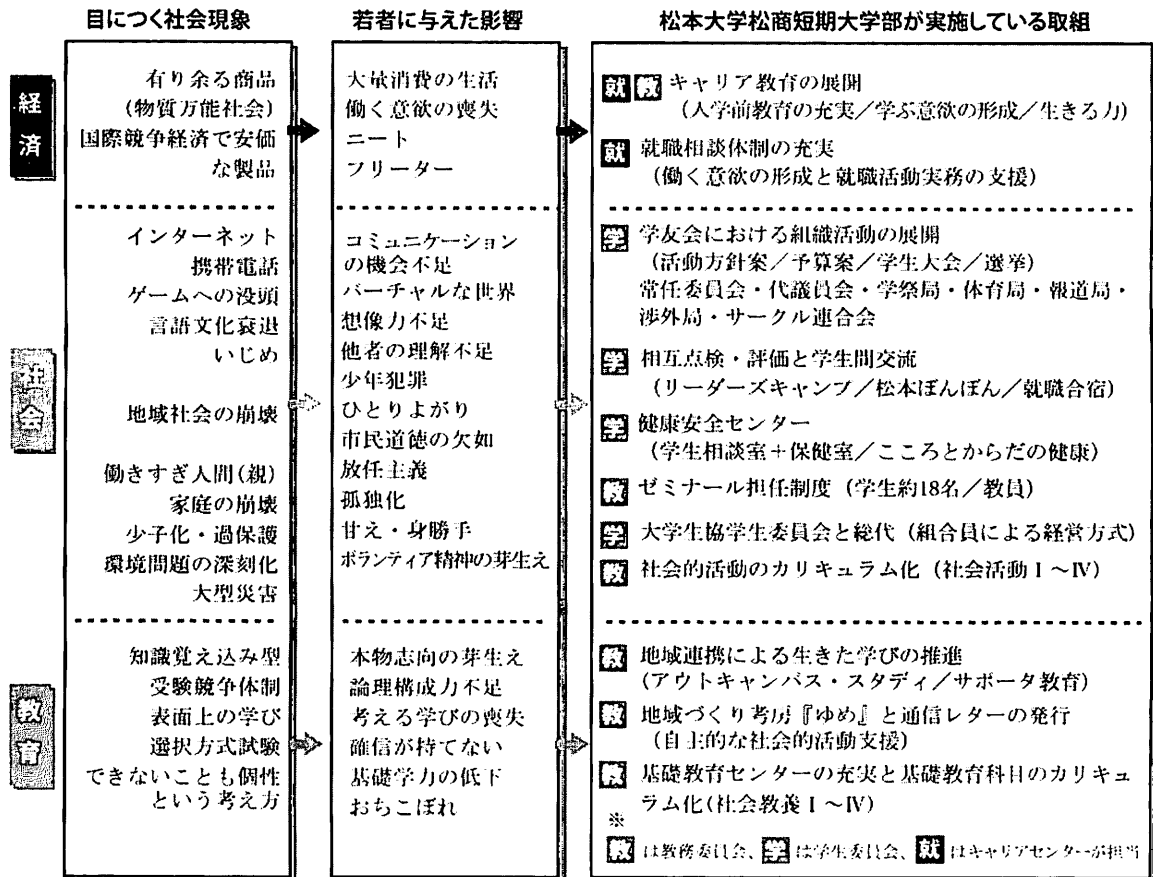 目につく社会現象
若者に与えた影響
松本大学松商短期大学部が実施している取組
経済
有り余る商品
(物質万能社会)
国際競争経済で安価
な製品
大量消費の生活
働く意欲の喪失
ニート
フリーター
就 教 キャリア教育の展開
(入学前教育の充実/学ぶ意欲の形成/生きる力)
就 就職相談体制の充実
(働く意欲の形成と就職活動実務の支援)
社会
インターネット
携帯電話
ゲームへの没頭
言語文化衰退
いじめ
地域社会の崩壊
働きすぎ人間(親)
家庭の崩壊
少子化・過保護
環境問題の深刻化
大型災害
コミュニケーション
の機会不足
バーチャルな世界
想像力不足
他者の理解不足
少年犯罪
ひとりよがり
市民道徳の欠如
放任主義
孤独化
甘え・身勝手
ボランティア精神の芽生え
学 学友会における組織活動の展開
(活動方針案/予算案/学生大会/選挙)
常任委員会・代議員会・学祭局・体育局・報道局・
渉外局・サークル連合会
学 相互点検・評価と学生間交流
(リーダーズキャンプ/松本ぼんぼん/就職合宿)
学 健康安全センター
(学生相談室+保健室/こころとからだの健康)
教 ゼミナール担任制度 (学生約18名/教員)
学 大学生協学生委員会と総代 (組合員による経営方式)
教 社会的活動のカリキュラム化 (社会活動Ⅰ~Ⅳ)
教育
知識覚え込み型
受験競争体制
表面上の学び
選択方式試験
できないことも個性
という考え方
本物志向の芽生え
論理構成力不足
考える学びの喪失
確信が持てない
基礎学力の低下
おちこぼれ
教 地域連携による生きた学びの推進
(アウトキャンパス・スタディ/サポータ教育)
教 地域づくり考房『ゆめ』と通信レターの発行
(自主的な社会的活動支援)
教 基礎教育センターの充実と基礎教育科目のカリキュ
ラム化(社会教養Ⅰ~Ⅳ)
※
教 は教務委員会、学 は学生委員会、就 はキャリアセンターが担当